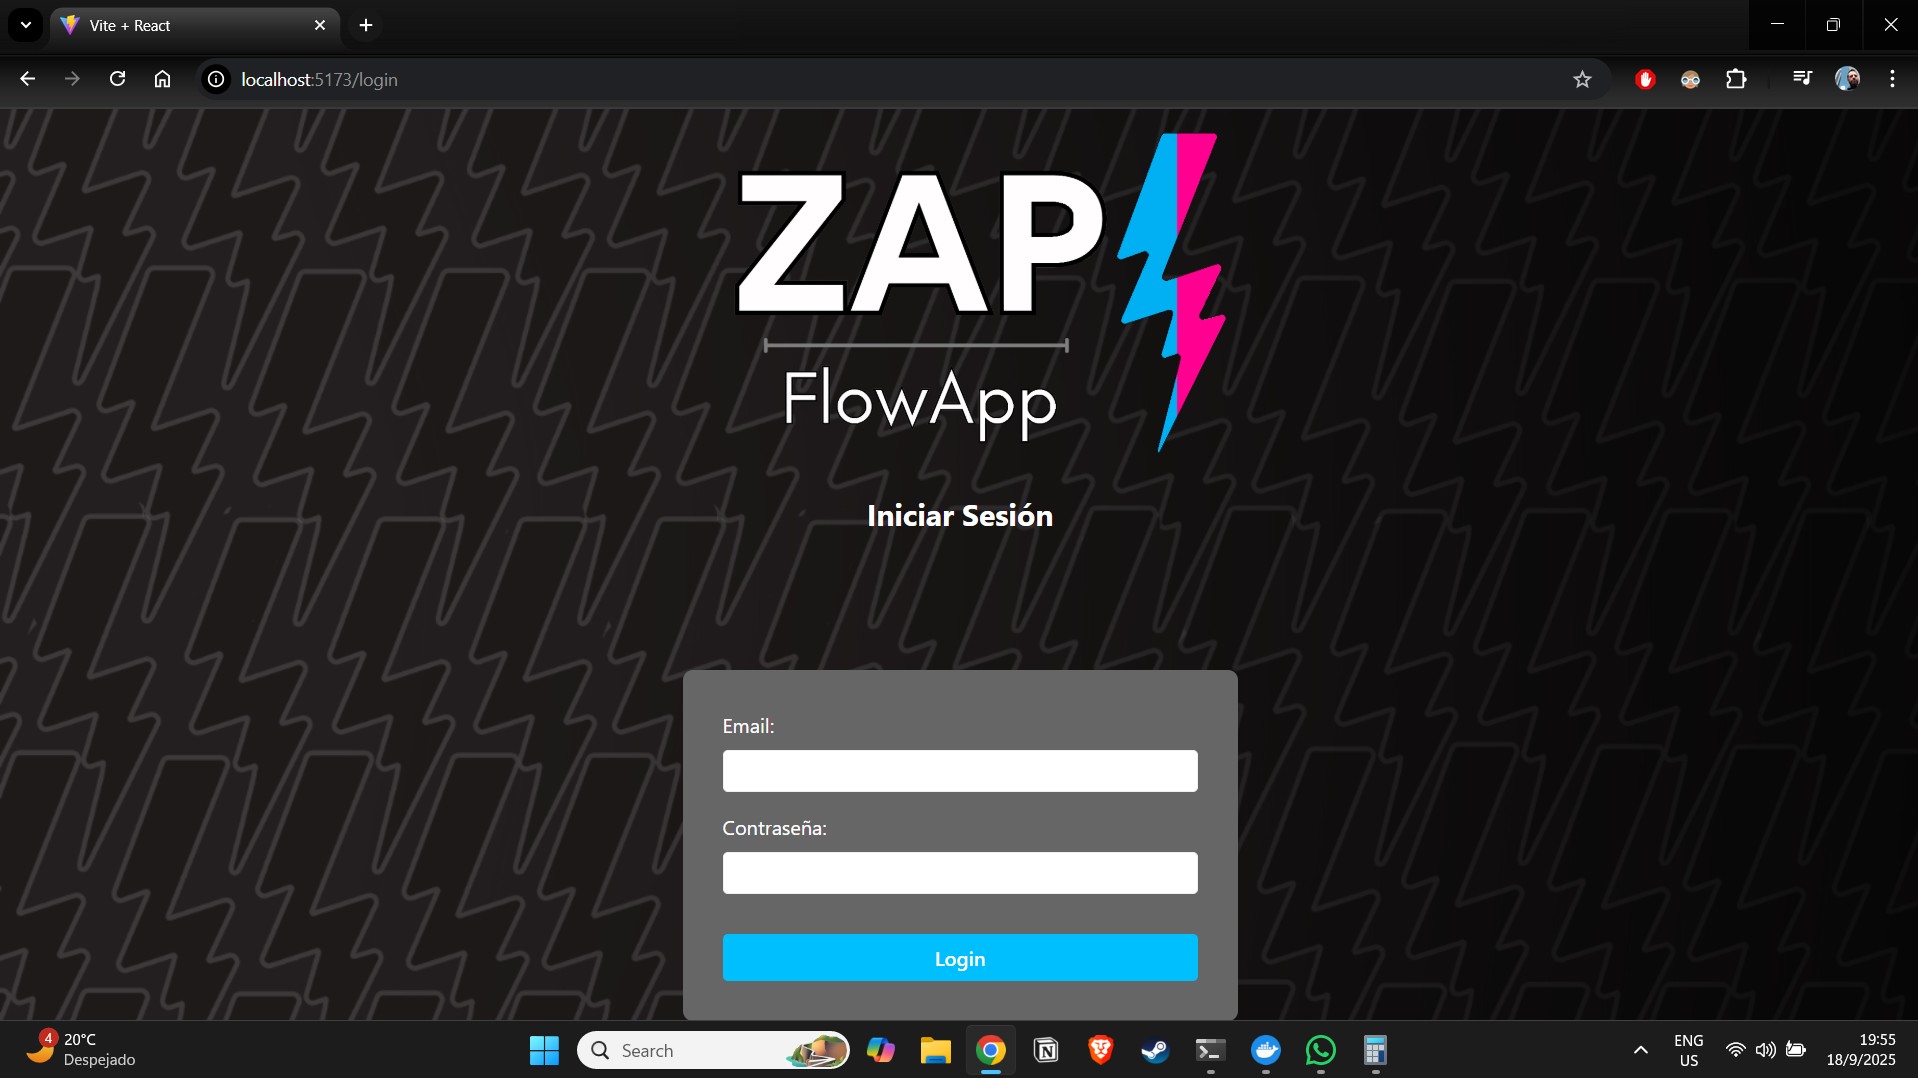 Vite + React
localhost:5173/login
ZAP
FlowApp
Iniciar Sesión
Email:
Contraseña:
Login
4
20°C
Despejado
Search
N
ENG
US
19:55
18/9/2025